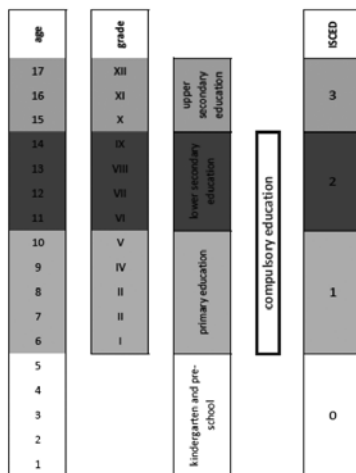 age
grade
ISCED
17
XII
16
XI
15
X
upper secondary education
3
14
IX
13
VIII
12
VII
11
VI
lower secondary education
2
10
V
9
IV
8
II
7
II
6
I
primary education
compulsory education
1
5
4
3
2
1
kindergarten and pre-school
0